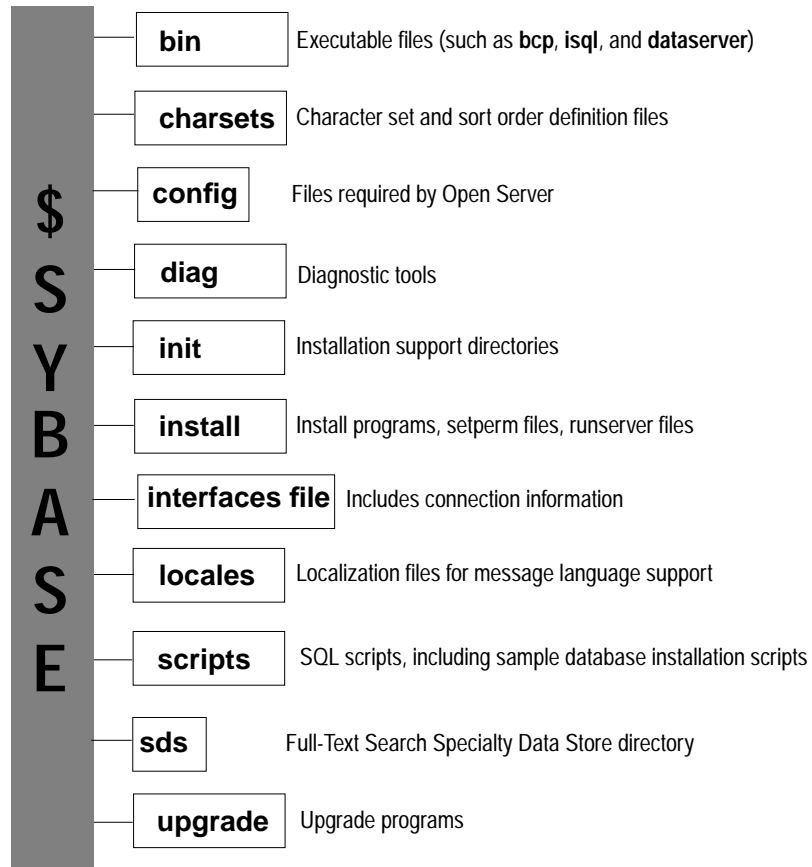 $SYBASE
bin Executable files (such as bcp, isql, and dataserver)
charsets Character set and sort order definition files
config Files required by Open Server
diag Diagnostic tools
init Installation support directories
install Install programs, setperm files, runserver files
interfaces file Includes connection information
locales Localization files for message language support
scripts SQL scripts, including sample database installation scripts
sds Full-Text Search Specialty Data Store directory
upgrade Upgrade programs